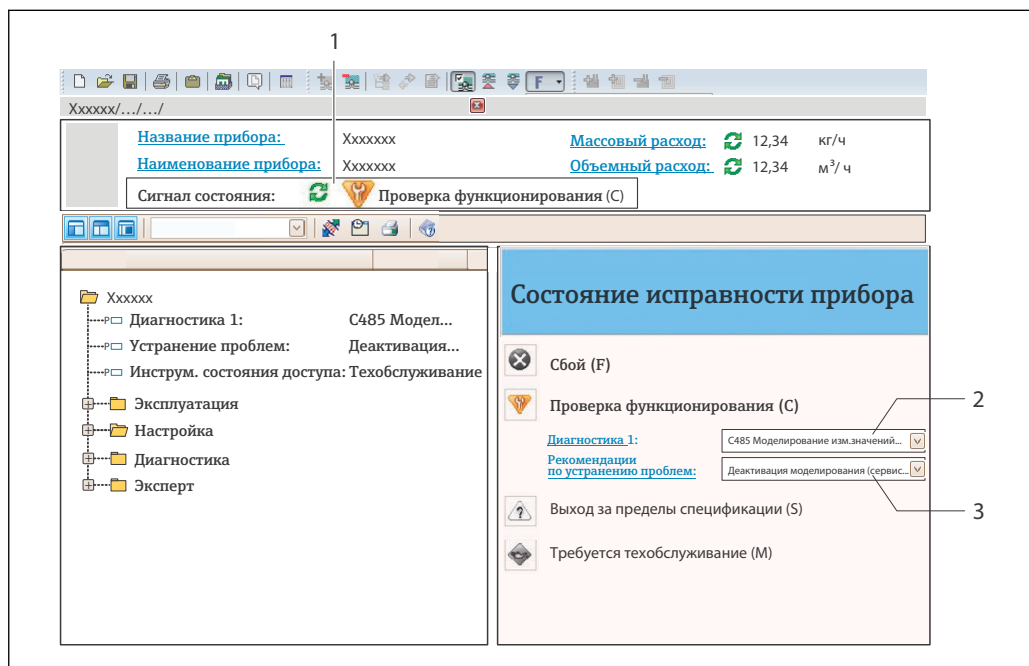 1
F
Xxxxxx/.../.../
Название прибора: Xxxxxxx Массовый расход: 12,34 кг/ч
Наименование прибора: Xxxxxxx Объемный расход: 12,34 м³/ ч
Сигнал состояния: Проверка функционирования (C)
Xxxxxx
P Диагностика 1: C485 Модел...
P Устранение проблем: Деактивация...
P Инструм. состояния доступа: Техобслуживание
Эксплуатация
Настройка
Диагностика
Эксперт
Состояние исправности прибора
Сбой (F)
Проверка функционирования (C)
2
Диагностика 1: C485 Моделирование изм.значений...
Рекомендации
по устранению проблем: Деактивация моделирования (сервис...
3
Выход за пределы спецификации (S)
Требуется техобслуживание (M)